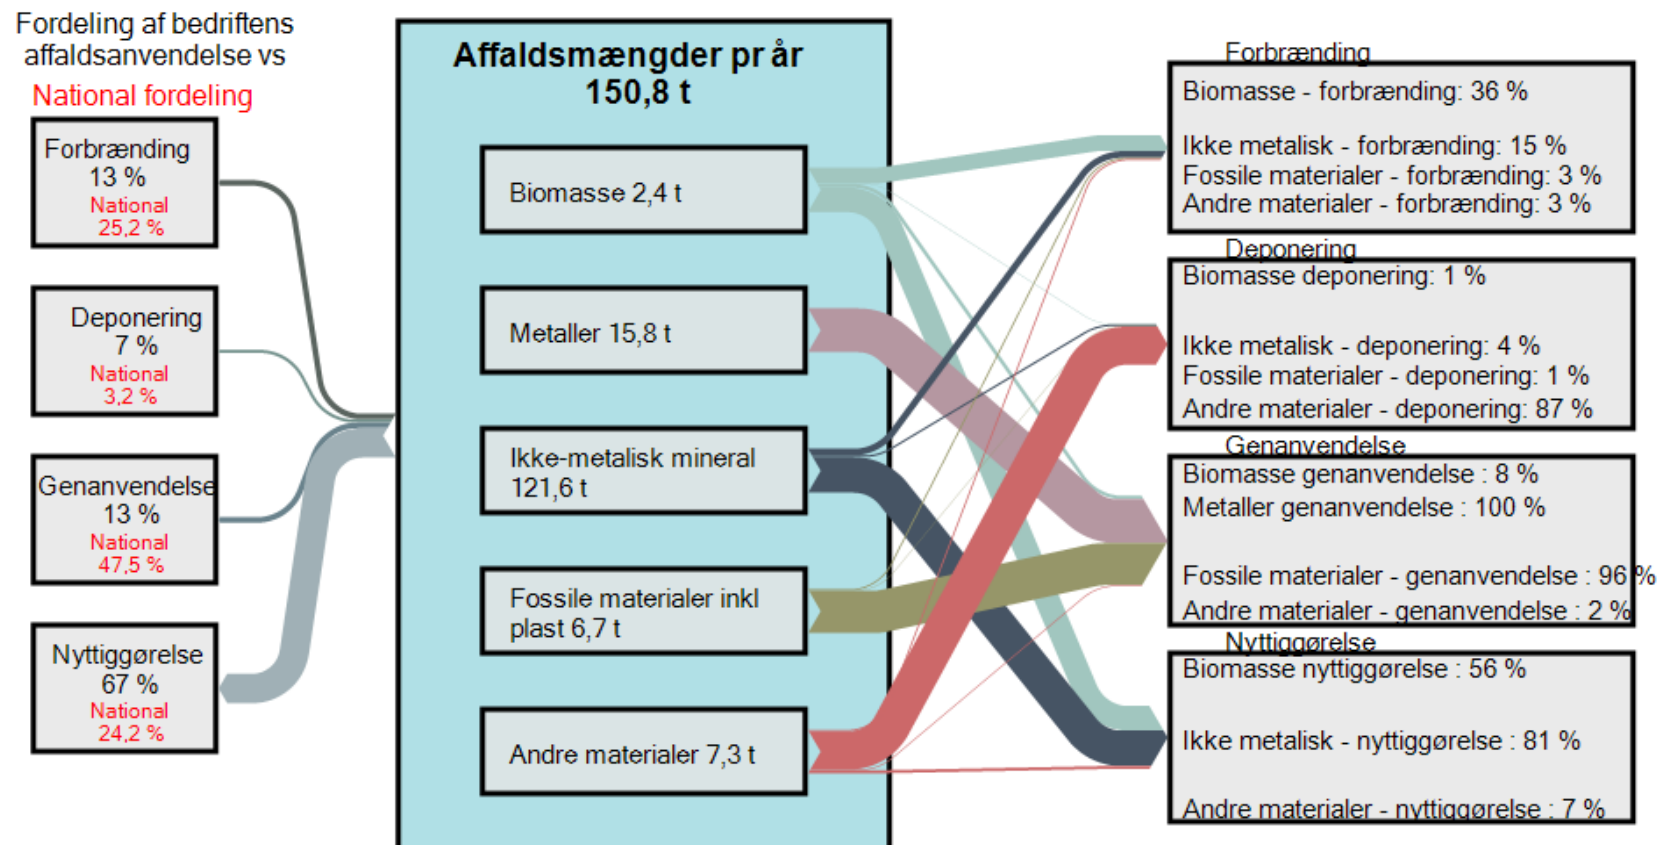 Fordeling af bedriftens
affaldsanvendelse vs
National fordeling
Forbrænding
13 %
National
25,2 %
Deponering
7 %
National
3,2 %
Genanvendelse
13 %
National
47,5 %
Nyttiggørelse
67 %
National
24,2 %
Affaldsmængder pr år
150,8 t
Biomasse 2,4 t
Metaller 15,8 t
Ikke-metalisk mineral
121,6 t
Fossile materialer inkl
plast 6,7 t
Andre materialer 7,3 t
Forbrænding
Biomasse - forbrænding: 36 %
Ikke metalisk - forbrænding: 15 %
Fossile materialer - forbrænding: 3 %
Andre materialer - forbrænding: 3 %
Deponering
Biomasse deponering: 1 %
Ikke metalisk - deponering: 4 %
Fossile materialer - deponering: 1 %
Andre materialer - deponering: 87 %
Genanvendelse
Biomasse genanvendelse : 8 %
Metaller genanvendelse : 100 %
Fossile materialer - genanvendelse : 96 %
Andre materialer - genanvendelse : 2 %
Nyttiggørelse
Biomasse nyttiggørelse : 56 %
Ikke metalisk - nyttiggørelse : 81 %
Andre materialer - nyttiggørelse : 7 %